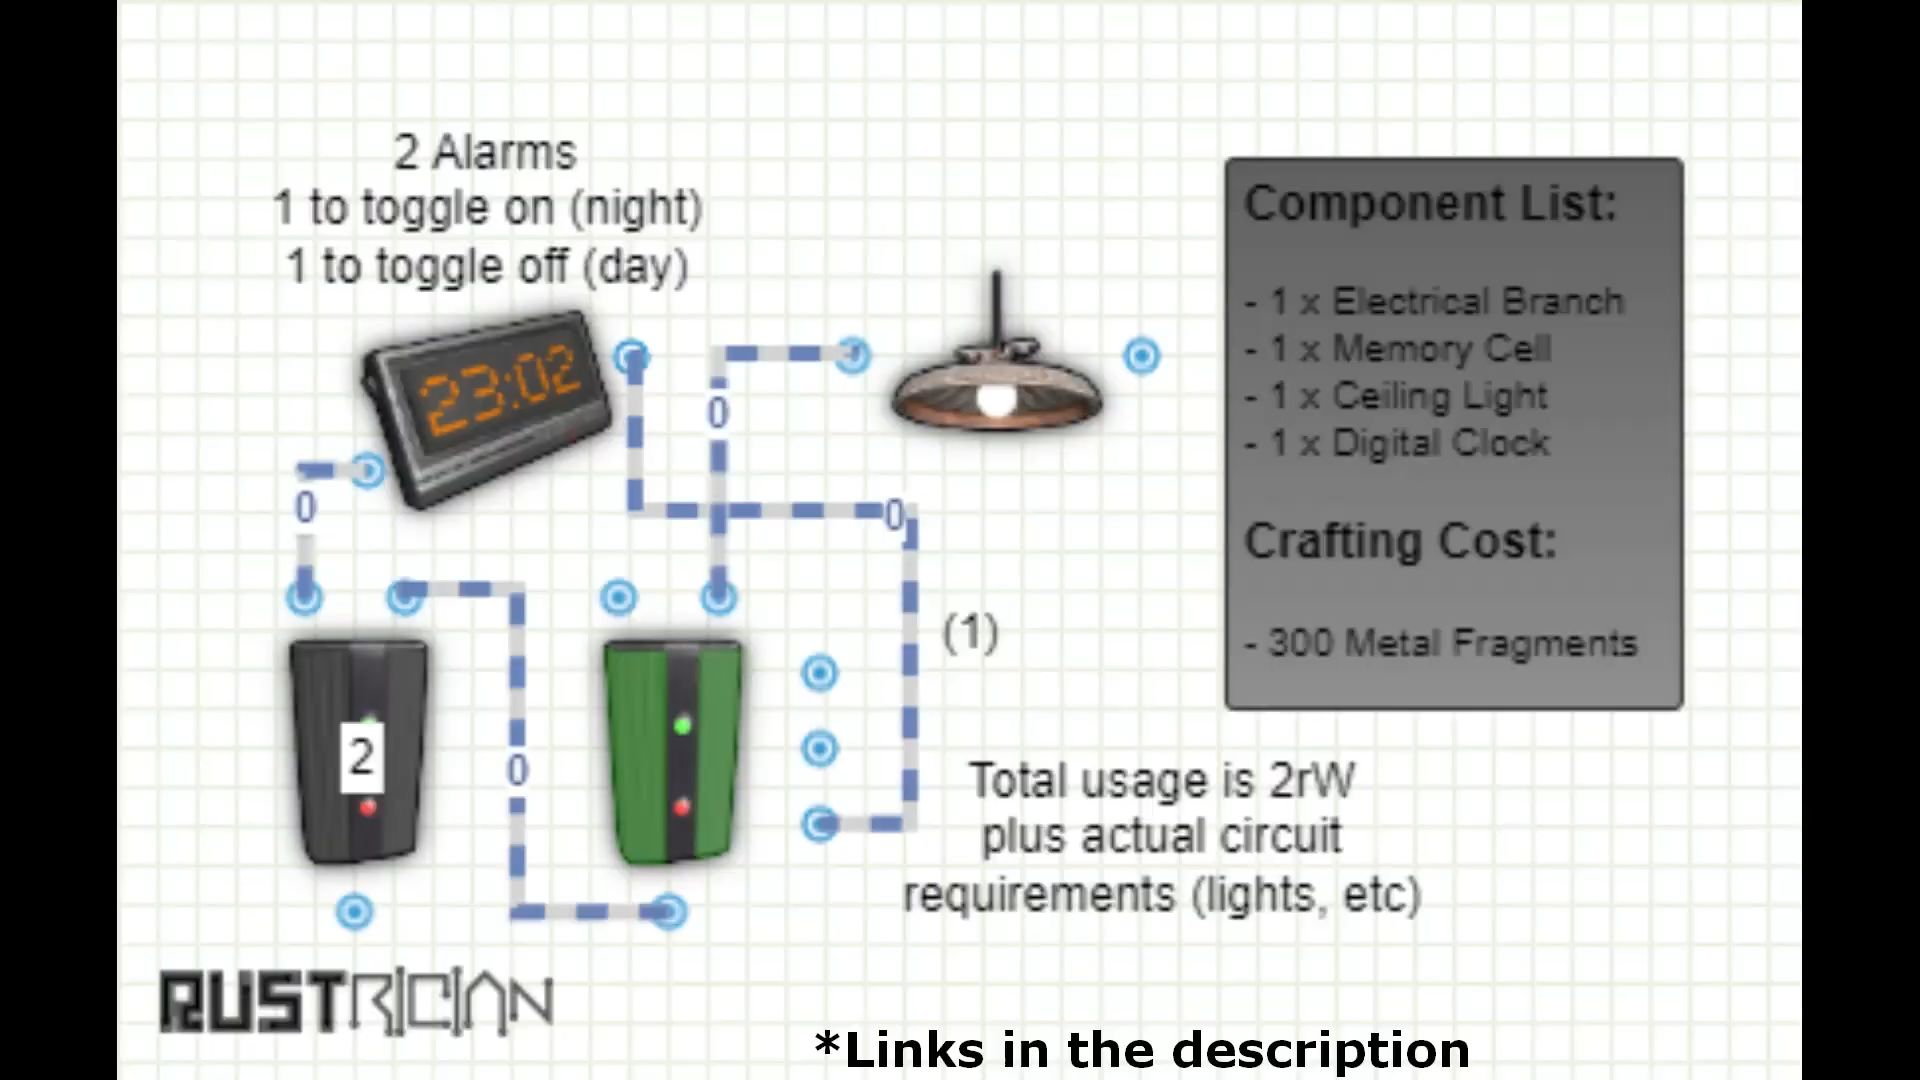 2 Alarms
1 to toggle on (night)
1 to toggle off (day)
23:02
0
0
0
0
(1)
2
Component List:
- 1 x Electrical Branch
- 1 x Memory Cell
- 1 x Ceiling Light
- 1 x Digital Clock
Crafting Cost:
- 300 Metal Fragments
Total usage is 2rW
plus actual circuit
requirements (lights, etc)
RUSTRICIAN
*Links in the description